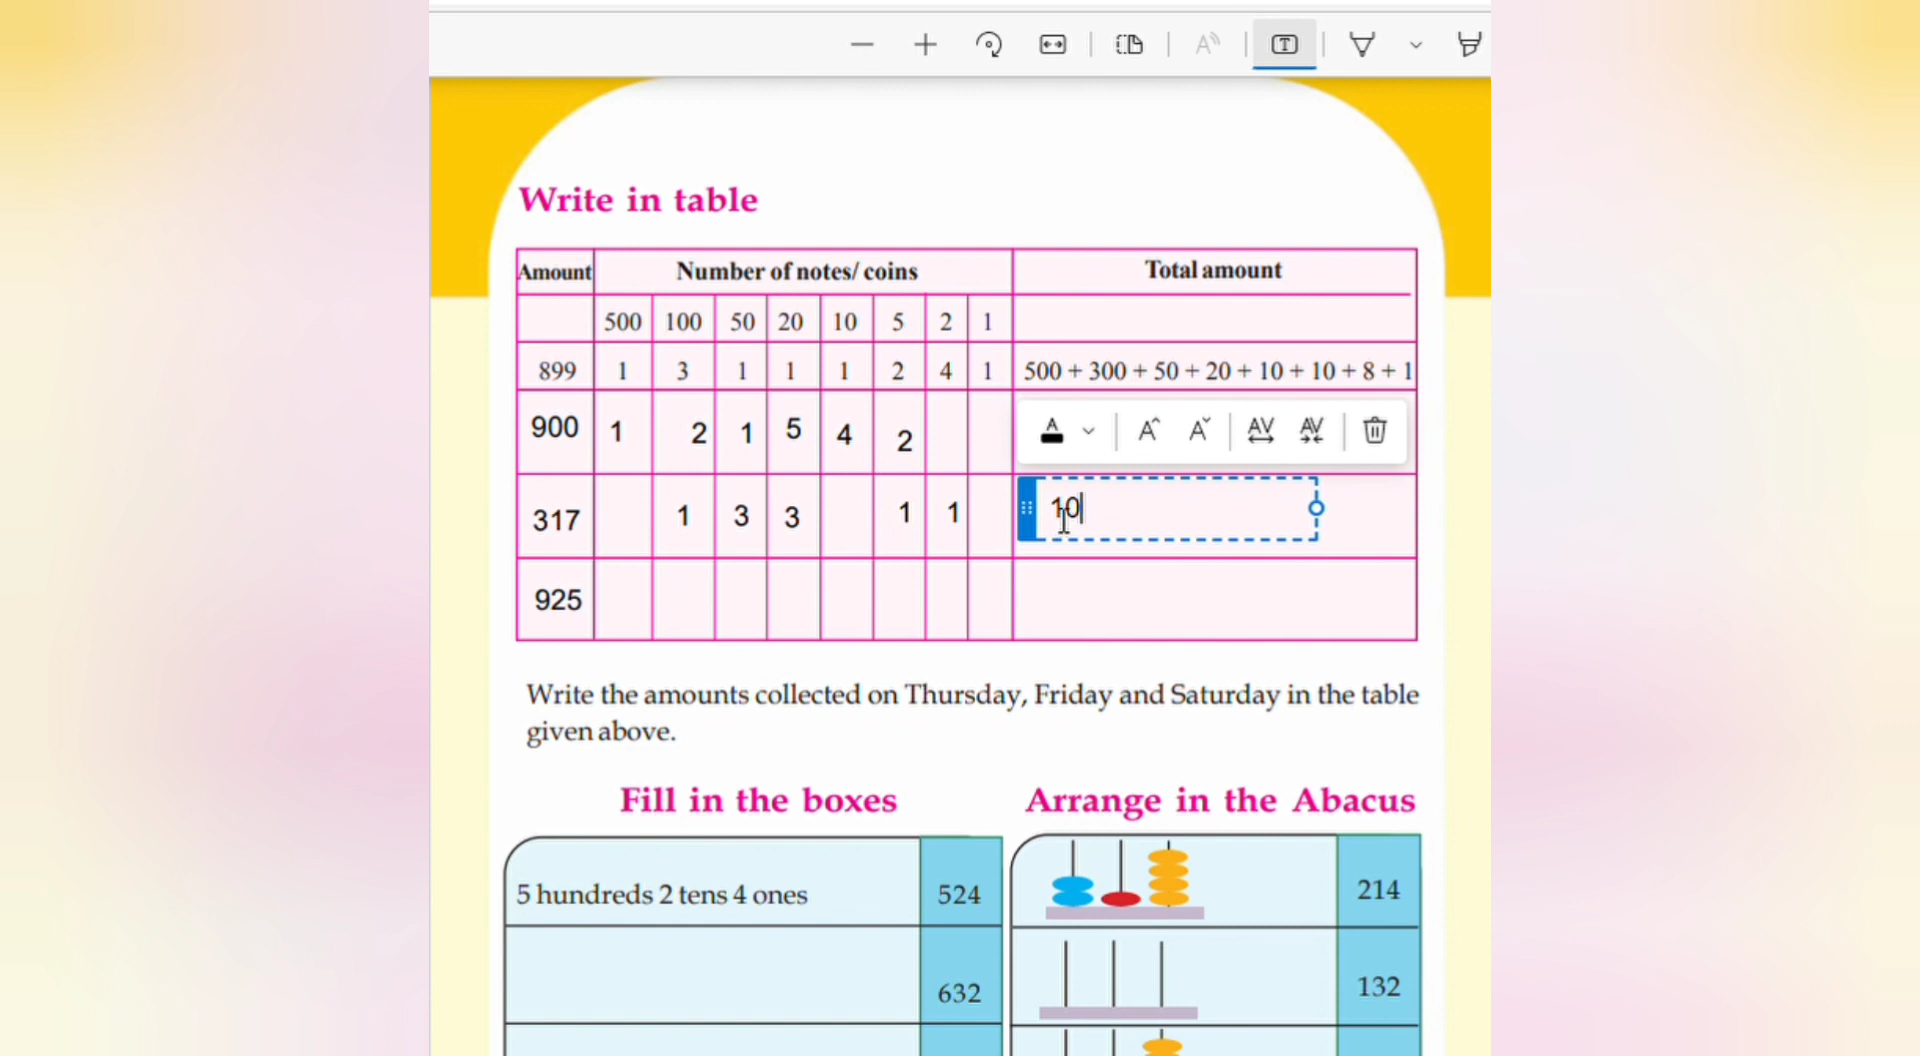 Write in table
Amount Number of notes/ coins Total amount
500 100 50 20 10 5 2 1
899 1 3 1 1 1 2 4 1 500 + 300 + 50 + 20 + 10 + 10 + 8 + 1
900 1 2 1 5 4 2
317 1 3 3 1 1 10
925
Write the amounts collected on Thursday, Friday and Saturday in the table
given above.
Fill in the boxes
5 hundreds 2 tens 4 ones 524
632
Arrange in the Abacus
214
132